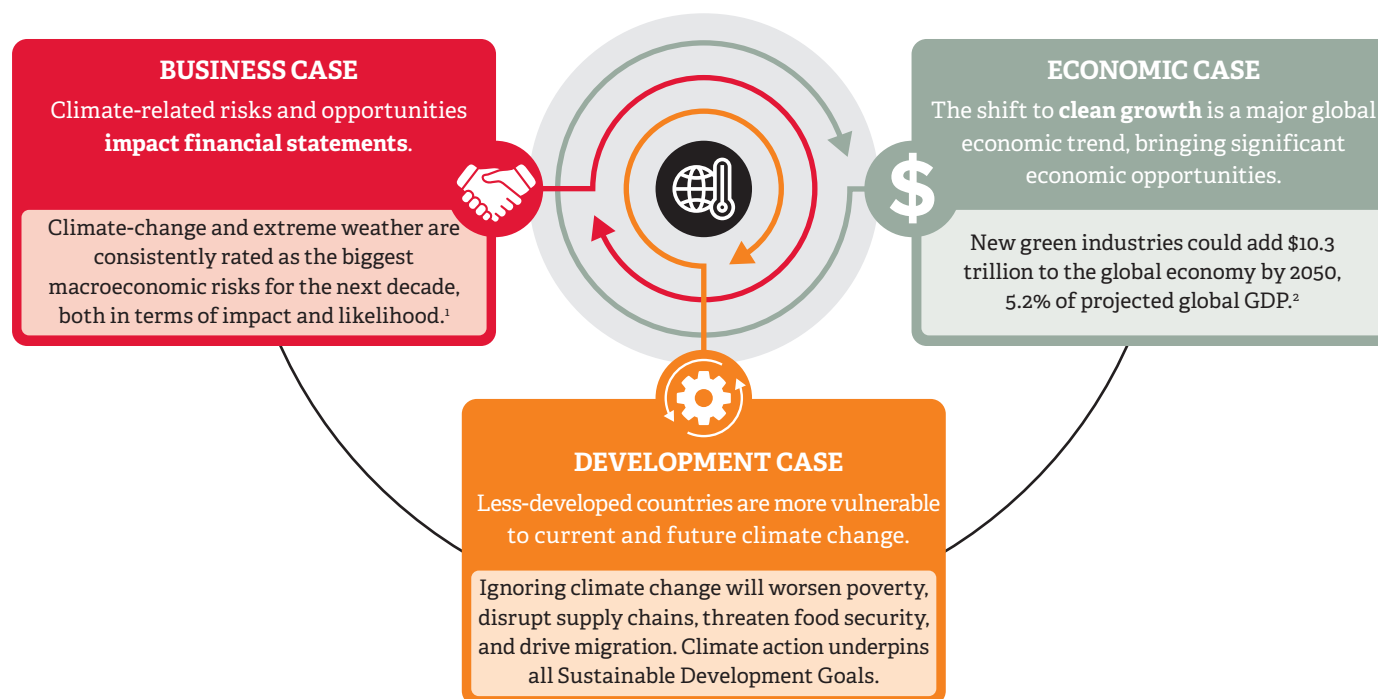 BUSINESS CASE
Climate-related risks and opportunities
impact financial statements.
Climate-change and extreme weather are
consistently rated as the biggest
macroeconomic risks for the next decade,
both in terms of impact and likelihood.¹
ECONOMIC CASE
The shift to clean growth is a major global
economic trend, bringing significant
economic opportunities.
$
New green industries could add $10.3
trillion to the global economy by 2050,
5.2% of projected global GDP.²
DEVELOPMENT CASE
Less-developed countries are more vulnerable
to current and future climate change.
Ignoring climate change will worsen poverty,
disrupt supply chains, threaten food security,
and drive migration. Climate action underpins
all Sustainable Development Goals.